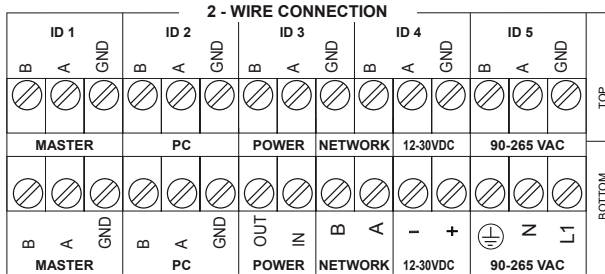 2 - WIRE CONNECTION
ID 1 ID 2 ID 3 ID 4 ID 5
B A GND B A GND B A GND B A GND B A GND
TOP
MASTER PC POWER NETWORK 12-30VDC 90-265 VAC
BOTTOM
B A GND B A GND OUT IN B A - + N L1
MASTER PC POWER NETWORK 12-30VDC 90-265 VAC